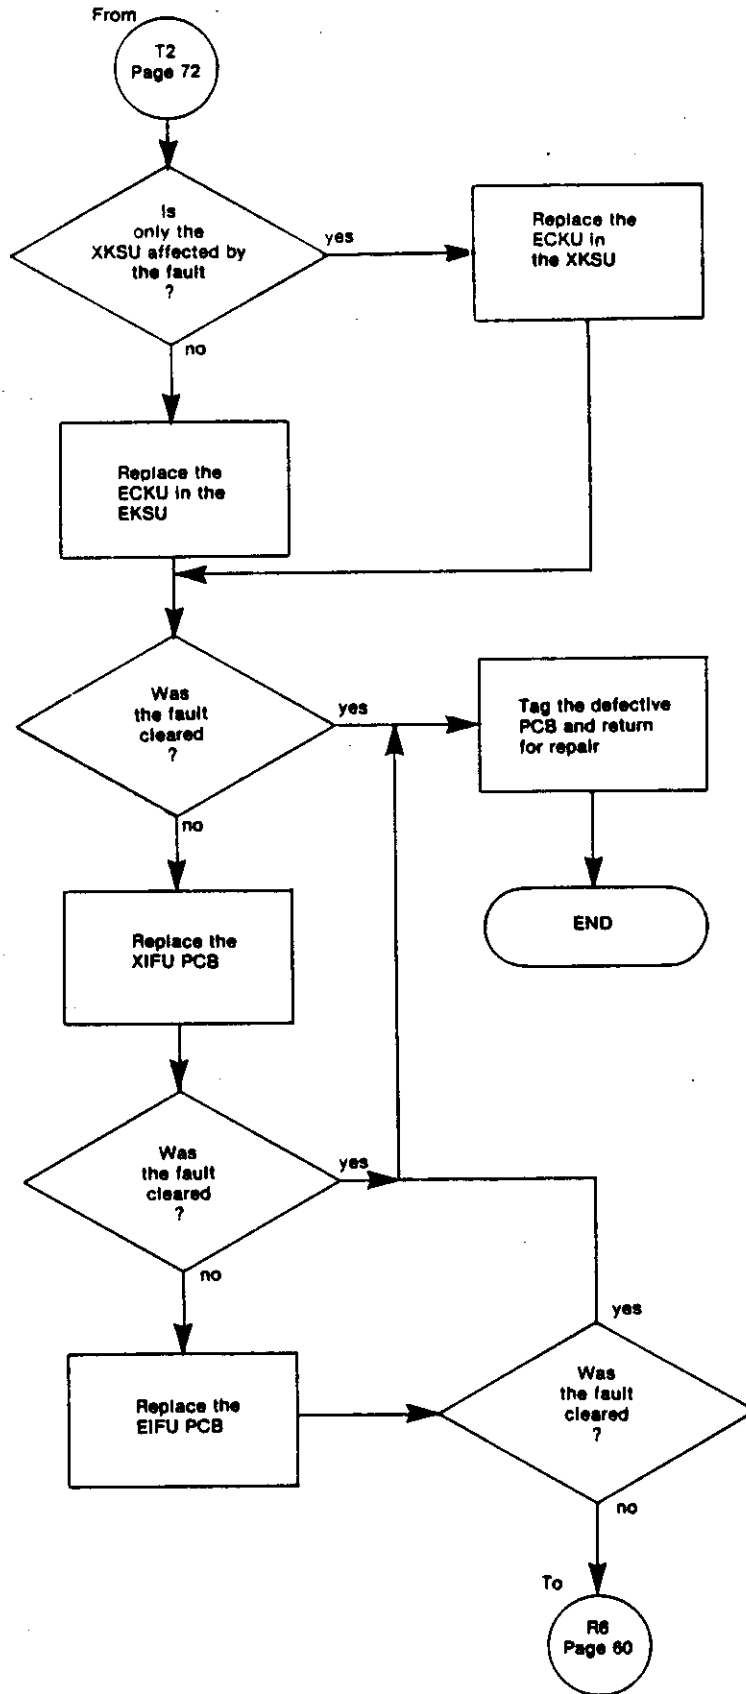 From
T2
Page 72
Is
only the
XKSU affected by
the fault
?
yes
Replace the
ECKU in
the XKSU
no
Replace the
ECKU in the
EKSU
Was
the fault
cleared
?
yes
Tag the defective
PCB and return
for repair
no
END
Replace the
XIFU PCB
Was
the fault
cleared
?
yes
no
yes
Replace the
EIFU PCB
Was
the fault
cleared
?
no
To
R6
Page 60